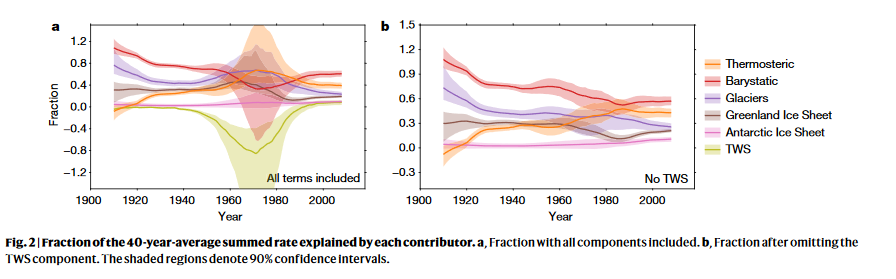 a
1.2
0.8
0.4
0.0
−0.4
−0.8
−1.2
Fraction
1900 1920 1940 1960 1980 2000
Year
All terms included
b
1.5
1.2
0.9
0.6
0.3
0.0
−0.3
1900 1920 1940 1960 1980 2000
Year
No TWS
Thermosteric
Barystatic
Glaciers
Greenland Ice Sheet
Antarctic Ice Sheet
TWS
Fig. 2 | Fraction of the 40-year-average summed rate explained by each contributor. a, Fraction with all components included. b, Fraction after omitting the
TWS component. The shaded regions denote 90% confidence intervals.